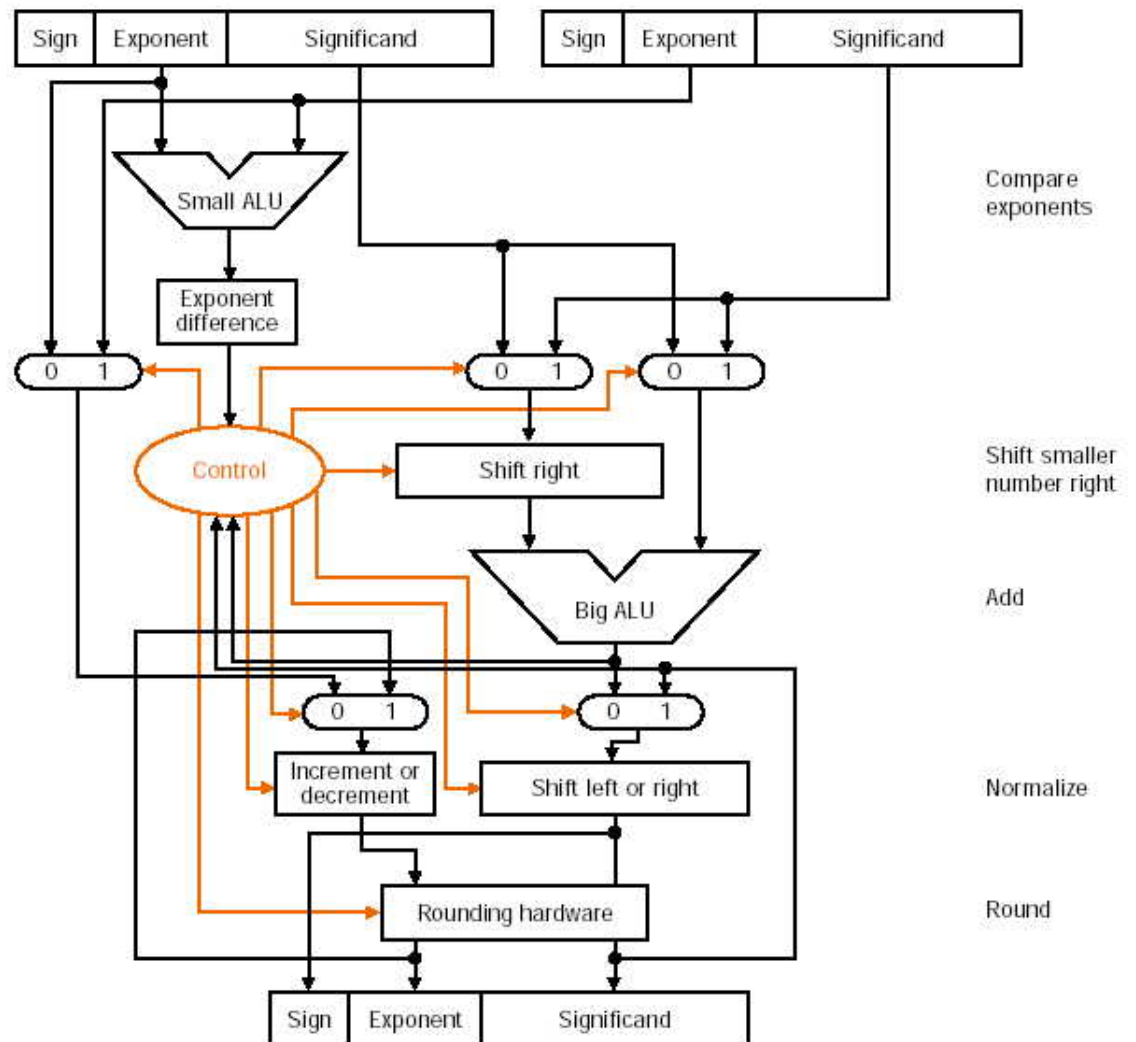 Sign Exponent Significand Sign Exponent Significand
Small ALU
Compare
exponents
Exponent
difference
0 1 0 1 0 1
Control
Shift right
Shift smaller
number right
Big ALU
Add
0 1 0 1
Increment or
decrement
Shift left or right
Normalize
Rounding hardware
Round
Sign Exponent Significand